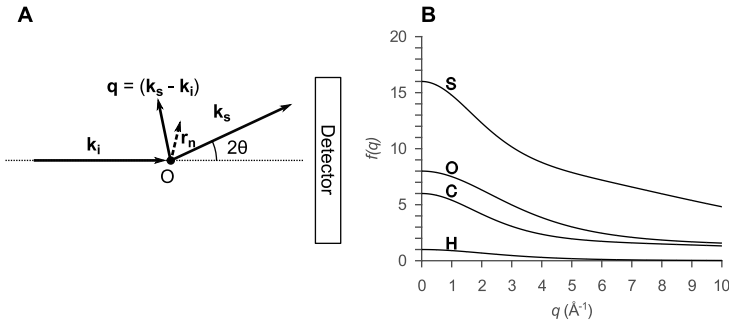 A
q = (ks - ki)
ks
ki
rn
2θ
O
Detector
B
20
15
10
5
0
f(q)
S
O
C
H
0 1 2 3 4 5 6 7 8 9 10
q (Å-1)